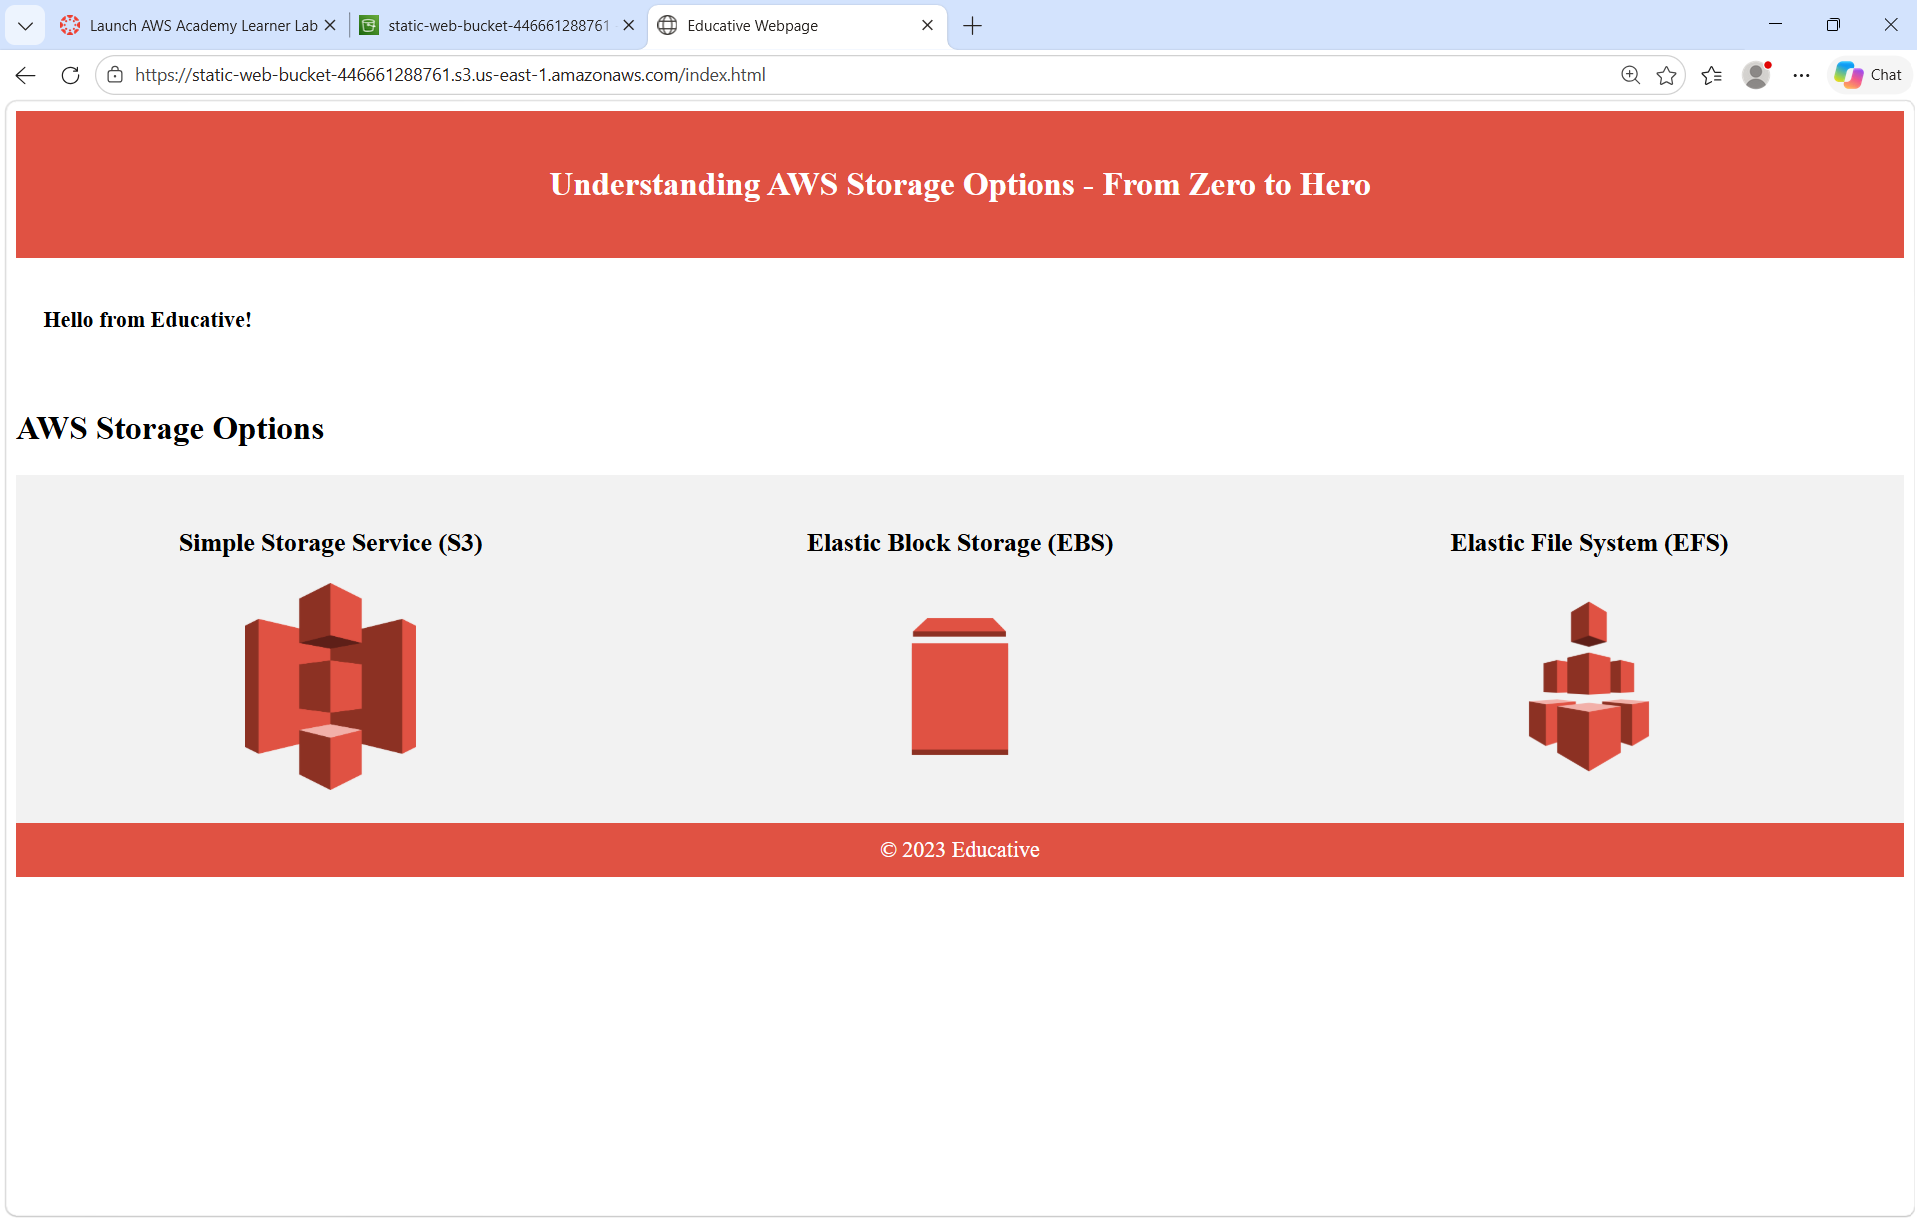 Launch AWS Academy Learner Lab
static-web-bucket-446661288761
Educative Webpage
https://static-web-bucket-446661288761.s3.us-east-1.amazonaws.com/index.html
Chat
Understanding AWS Storage Options - From Zero to Hero
Hello from Educative!
AWS Storage Options
Simple Storage Service (S3)
Elastic Block Storage (EBS)
Elastic File System (EFS)
© 2023 Educative